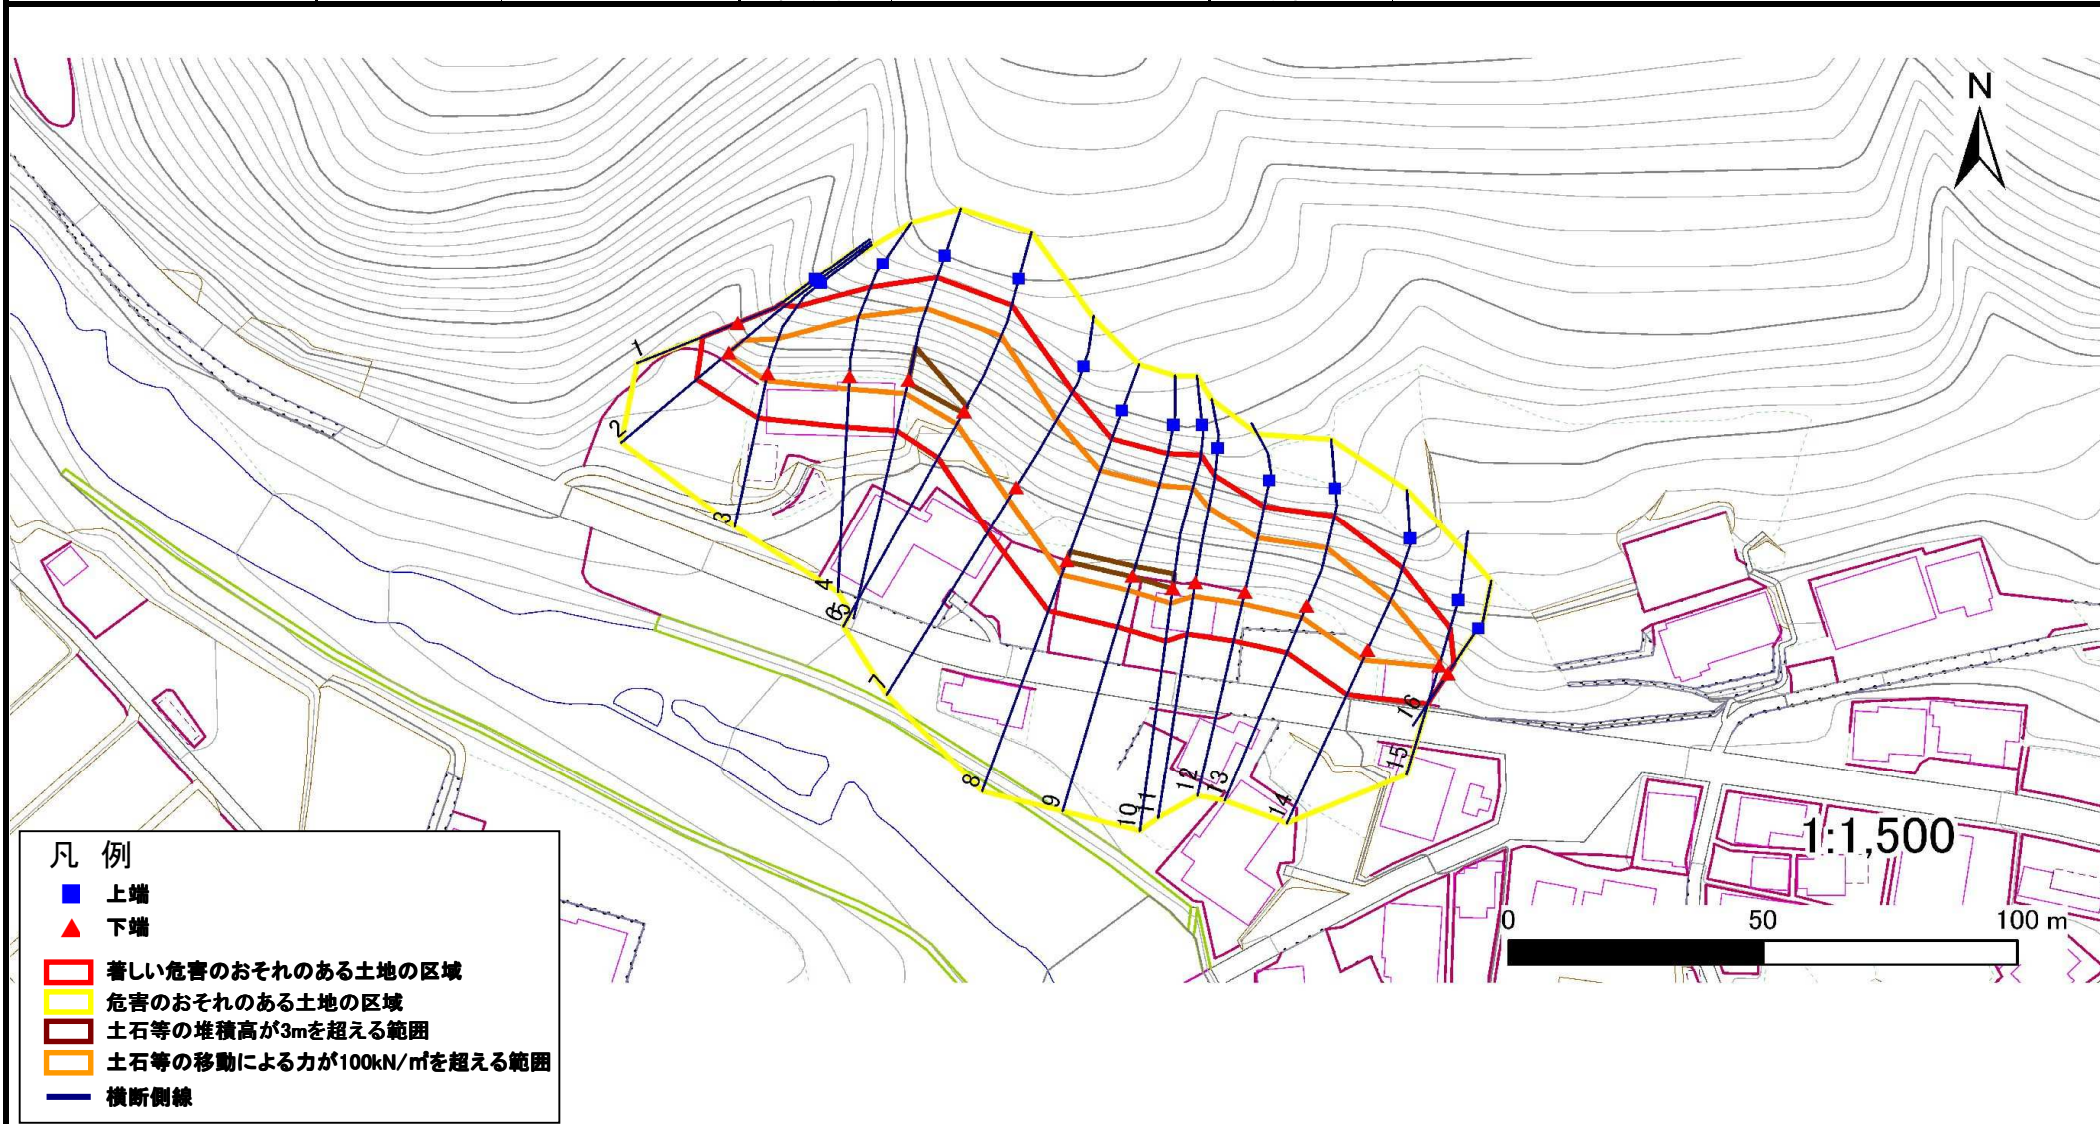 N
1
2
3
4
6
5
7
8
9
10
11
12
13
14
15
16
1:1,500
0 50 100 m
凡 例
上端
下端
著しい危害のおそれのある土地の区域
危害のおそれのある土地の区域
土石等の堆積高が3mを超える範囲
土石等の移動による力が100kN/㎡を超える範囲
横断側線